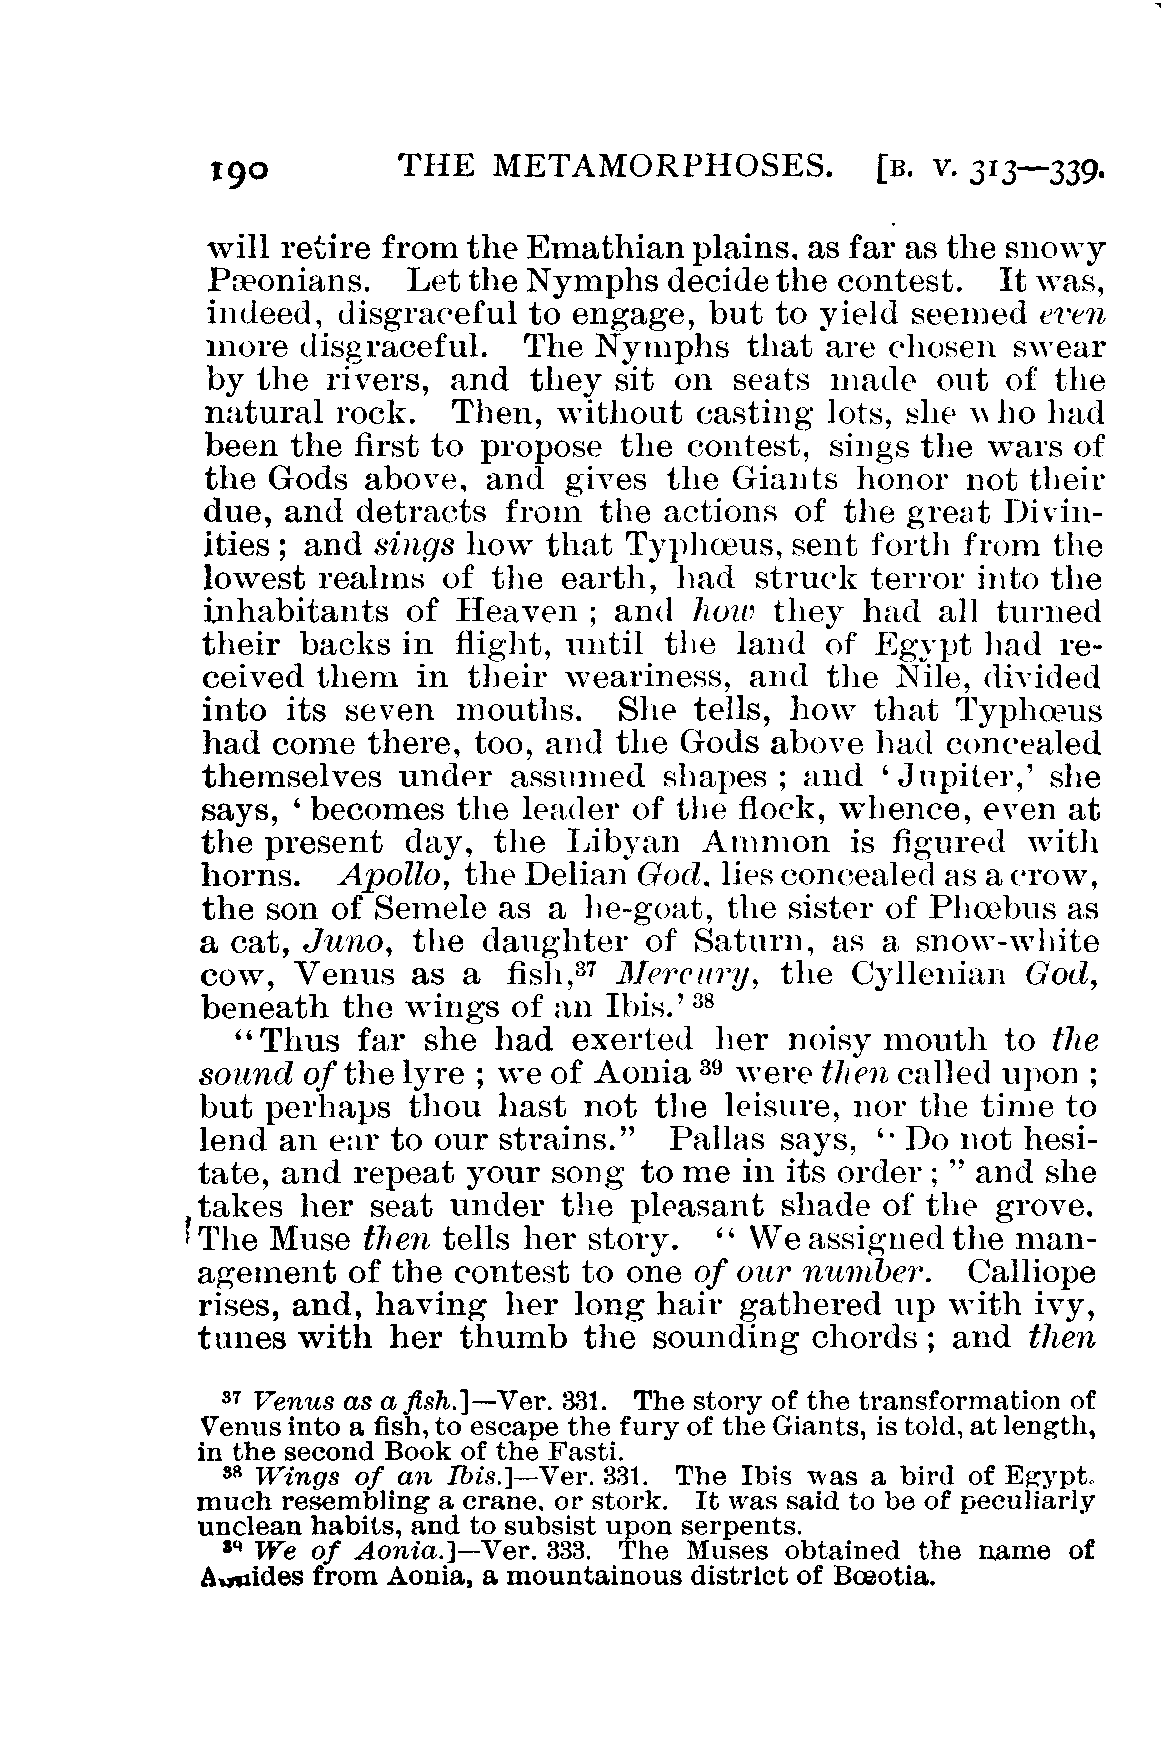 190 THE METAMORPHOSES. [B. V. 313—339.
will retire from the Emathian plains, as far as the snowy
Pæonians. Let the Nymphs decide the contest. It was,
indeed, disgraceful to engage, but to yield seemed even
more disgraceful. The Nymphs that are chosen swear
by the rivers, and they sit on seats made out of the
natural rock. Then, without casting lots, she who had
been the first to propose the contest, sings the wars of
the Gods above, and gives the Giants honor not their
due, and detracts from the actions of the great Divin-
ities ; and sings how that Typhœus, sent forth from the
lowest realms of the earth, had struck terror into the
inhabitants of Heaven ; and how they had all turned
their backs in flight, until the land of Egypt had re-
ceived them in their weariness, and the Nile, divided
into its seven mouths. She tells, how that Typhœus
had come there, too, and the Gods above had concealed
themselves under assumed shapes ; and ‘ Jupiter,’ she
says, ‘ becomes the leader of the flock, whence, even at
the present day, the Libyan Ammon is figured with
horns. Apollo, the Delian God, lies concealed as a crow,
the son of Semele as a he-goat, the sister of Phœbus as
a cat, Juno, the daughter of Saturn, as a snow-white
cow, Venus as a fish,³⁷ Mercury, the Cyllenian God,
beneath the wings of an Ibis.’ ³⁸
“ Thus far she had exerted her noisy mouth to the
sound of the lyre ; we of Aonia ³⁹ were then called upon ;
but perhaps thou hast not the leisure, nor the time to
lend an ear to our strains.” Pallas says, “ Do not hesi-
tate, and repeat your song to me in its order ; ” and she
takes her seat under the pleasant shade of the grove.
The Muse then tells her story. “ We assigned the man-
agement of the contest to one of our number. Calliope
rises, and, having her long hair gathered up with ivy,
tunes with her thumb the sounding chords ; and then
³⁷ Venus as a fish.]—Ver. 331. The story of the transformation of
Venus into a fish, to escape the fury of the Giants, is told, at length,
in the second Book of the Fasti.
³⁸ Wings of an Ibis.]—Ver. 331. The Ibis was a bird of Egypt.
much resembling a crane, or stork. It was said to be of peculiarly
unclean habits, and to subsist upon serpents.
³⁹ We of Aonia.]—Ver. 333. The Muses obtained the name of
Aonides from Aonia, a mountainous district of Bœotia.